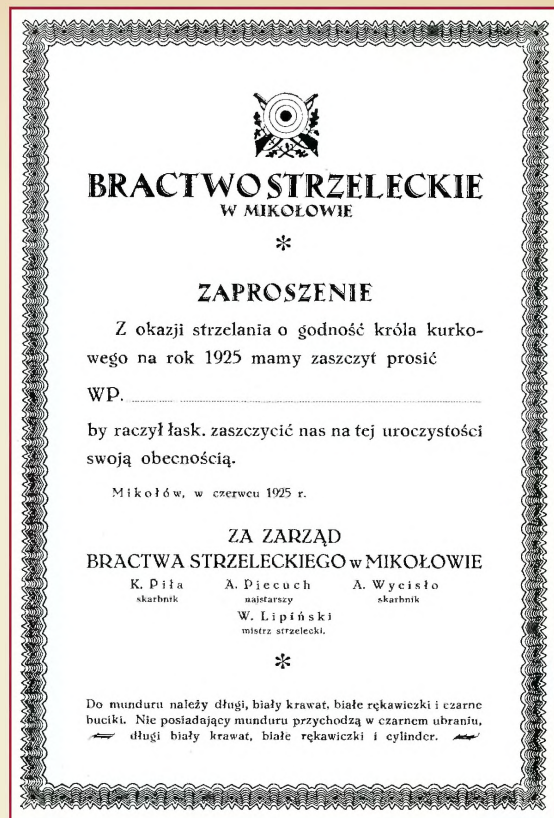 BRACTWO STRZELECKIE
W MIKOŁOWIE
*
ZAPROSZENIE
Z okazji strzelania o godność króla kurko-
wego na rok 1925 mamy zaszczyt prosić
WP.
by raczył łask. zaszczycić nas na tej uroczystości
swoją obecnością.
Mikołów, w czerwcu 1925 r.
ZA ZARZĄD
BRACTWA STRZELECKIEGO w MIKOŁOWIE
K. Piła A. Piecuch A. Wycisło
skarbnik najstarszy skarbnik
W. Lipiński
mistrz strzelecki.
*
Do munduru należy długi, biały krawat, białe rękawiczki i czarne
buciki. Nie posiadający munduru przychodzą w czarnem ubraniu,
długi biały krawat, białe rękawiczki i cylinder.